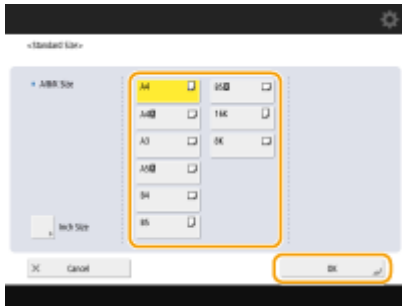 <Standard Size>
A/B/K Size
A4
A4R
A3
A5R
B4
B5
B5R
16K
8K
Inch Size
Cancel
OK